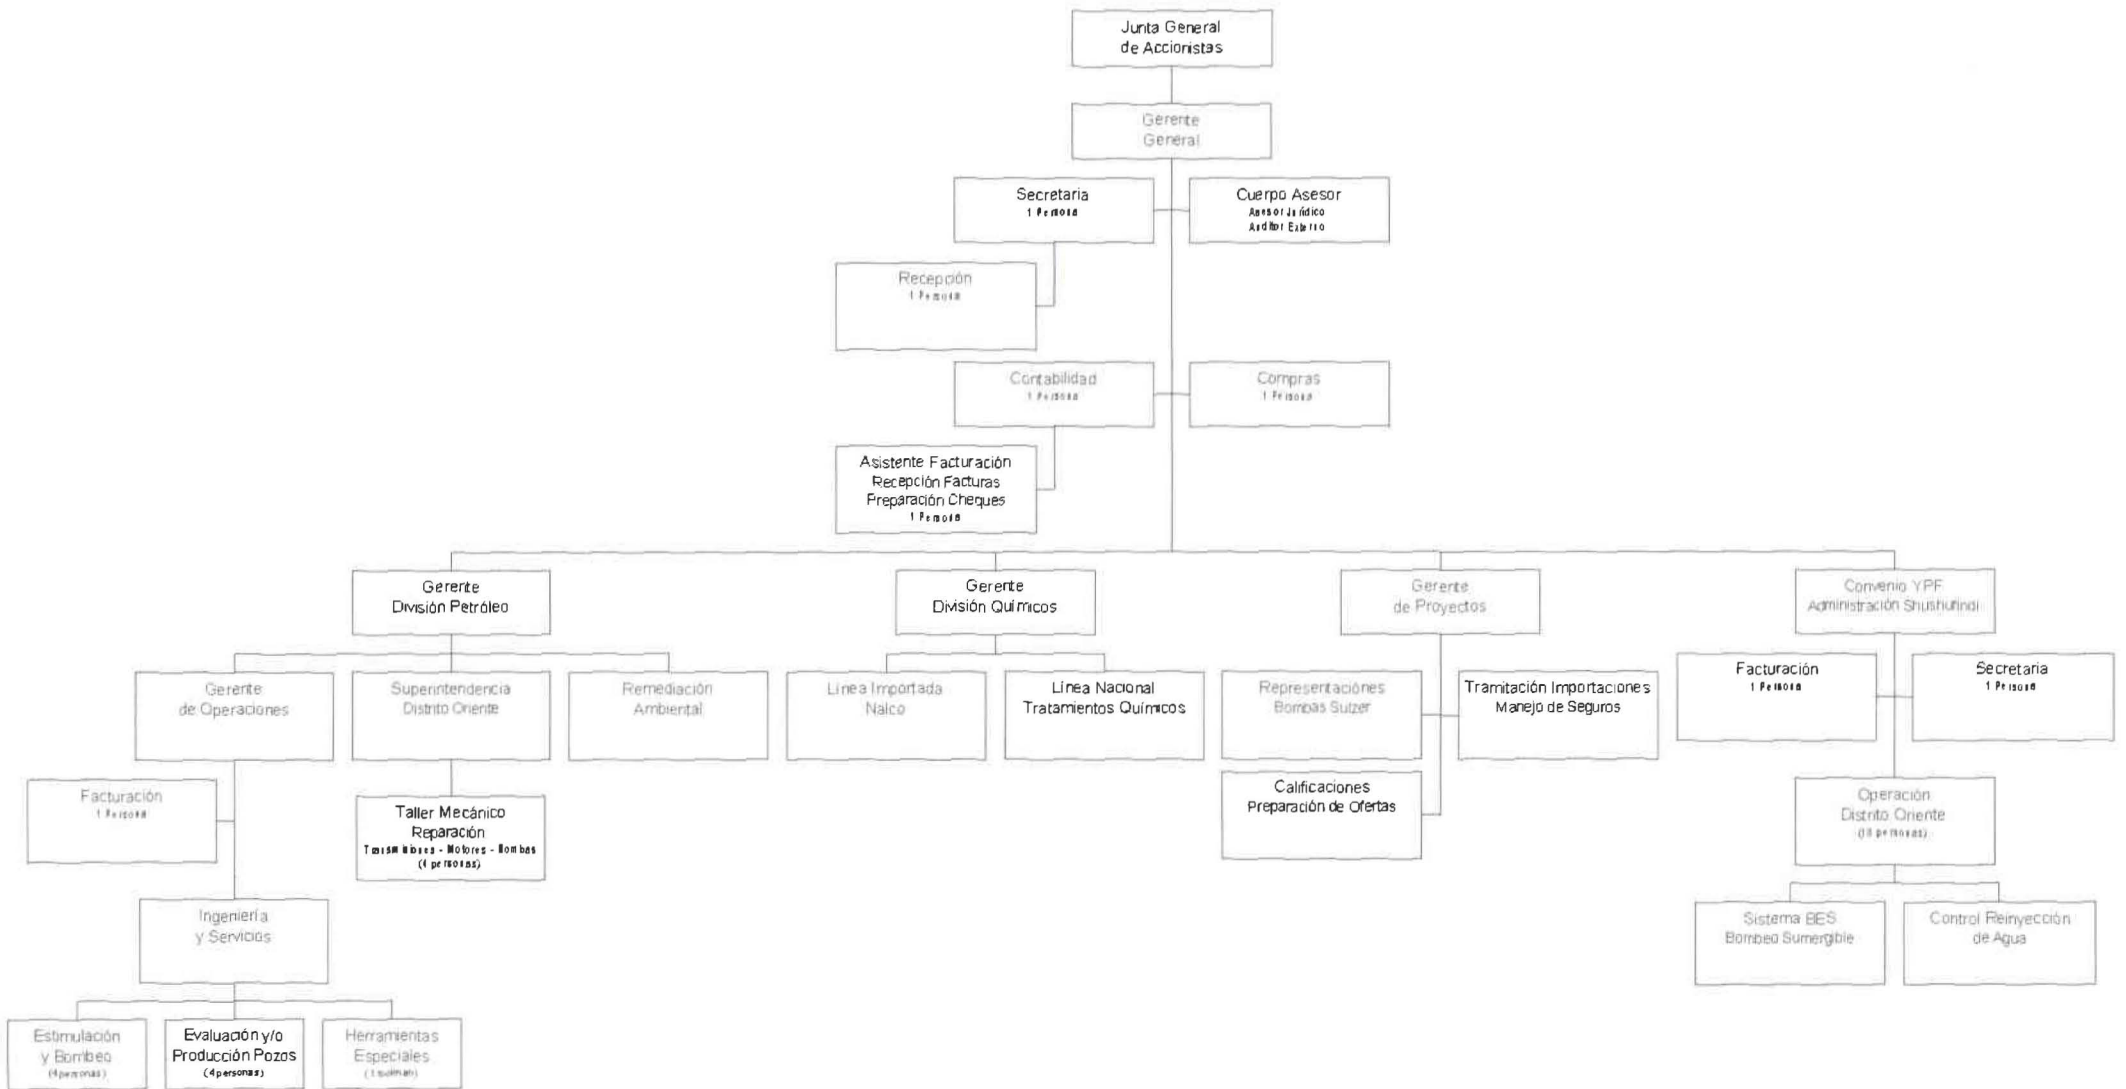 Junta General
de Accionistas
Gerente
General
Secretaria
1 Persona
Cuerpo Asesor
Asesor Jurídico
Auditor Externo
Recepción
1 Persona
Contabilidad
1 Persona
Compras
1 Persona
Asistente Facturación
Recepción Facturas
Preparación Cheques
1 Persona
Gerente
División Petróleo
Gerente
División Químicos
Gerente
de Proyectos
Convenio YPF
Administración Shushufindi
Gerente
de Operaciones
Superintendencia
Distrito Oriente
Remediación
Ambiental
Línea Importada
Nalco
Línea Nacional
Tratamientos Químicos
Representaciónes
Bombas Sulzer
Tramitación Importaciones
Manejo de Seguros
Facturación
1 Persona
Secretaria
1 Persona
Facturación
1 Persona
Taller Mecánico
Reparación
Transmisiones - Motores - Bombas
(4 personas)
Calificaciones
Preparación de Ofertas
Operación
Distrito Oriente
personas)
Ingeniería
y Servicios
Sistema BES
Bombeo Sumergible
Control Reinyección
de Agua
Estimulación
y Bombeo
(4 personas)
Evaluación y/o
Producción Pozos
(4 personas)
Herramientas
Especiales